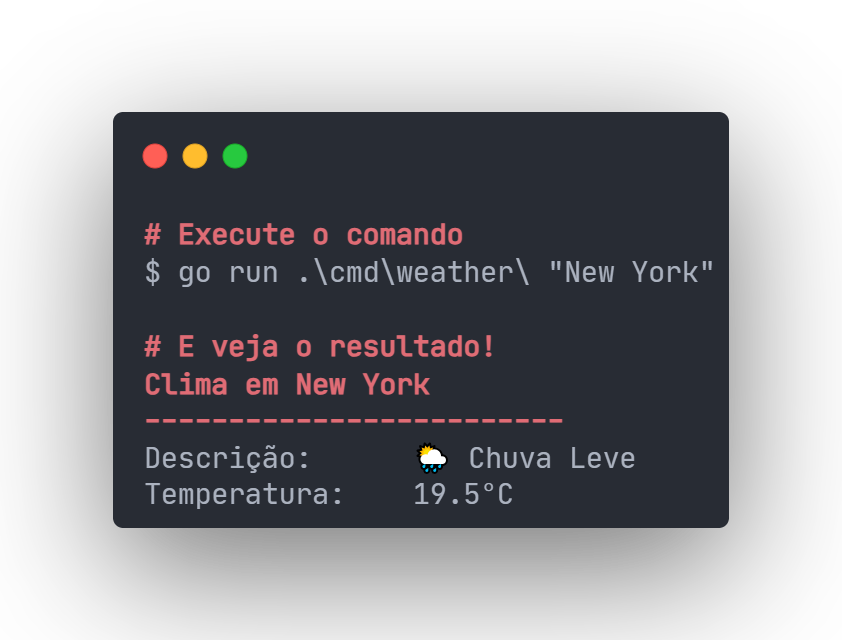 # Execute o comando
$ go run .\cmd\weather\ "New York"
# E veja o resultado!
Clima em New York
-------------------------
Descrição: 🌦 Chuva Leve
Temperatura: 19.5°C